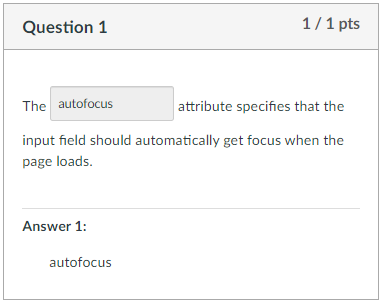 Question 1 1 / 1 pts
The autofocus attribute specifies that the
input field should automatically get focus when the
page loads.
Answer 1:
autofocus